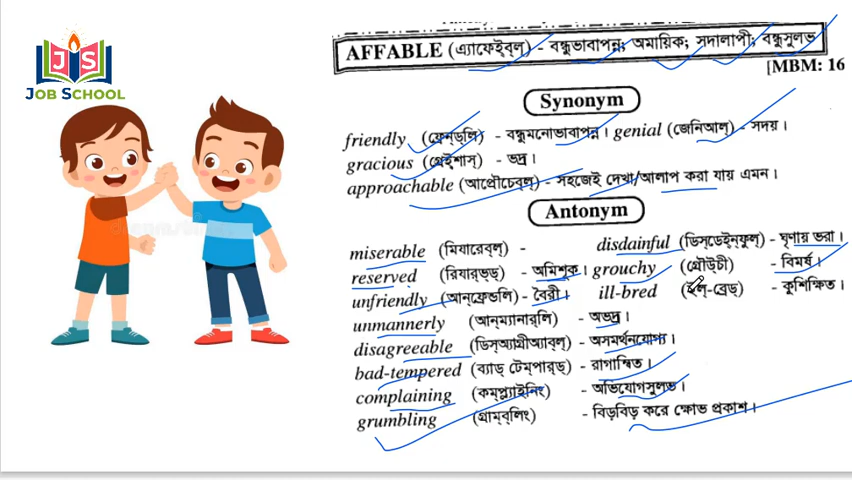 JS
JOB SCHOOL
AFFABLE (এ্যাফেইব্‌ল্) - বন্ধুভাবাপন্ন; অমায়িক; সদালাপী; বন্ধুসুলভ
[MBM: 16
Synonym
friendly (ফ্রেন্ড্‌লি) - বন্ধুমনোভাবাপন্ন। genial (জেনিআল্) - সদয়।
gracious (গ্রেইশাস্) - ভদ্র।
approachable (আপ্রৌচেব্‌ল্) - সহজেই দেখা/আলাপ করা যায় এমন।
Antonym
miserable (মিযারেব্‌ল্) - disdainful (ডিস্‌ডেইন্‌ফুল্) - ঘৃণায় ভরা।
reserved (রিযার্ভ্‌ড্) - অমিশুক। grouchy (গ্রৌউ্চী) - বিমর্ষ।
unfriendly (আন্‌ফ্রেন্ডলি) - বৈরী। ill-bred (ইল্-ব্রেড্) - কুশিক্ষিত।
unmannerly (আন্‌ম্যানার্‌লি) - অভদ্র।
disagreeable (ডিস্‌অ্যাগ্রীঅ্যাব্‌ল্) - অসমর্থনযোগ্য।
bad-tempered (ব্যাড্ টেম্‌পার্ড্) - রাগান্বিত।
complaining (কম্‌প্লেইনিং) - অভিযোগসুলভ।
grumbling (গ্রাম্‌ব্‌লিং) - বিড়বিড় করে ক্ষোভ প্রকাশ।